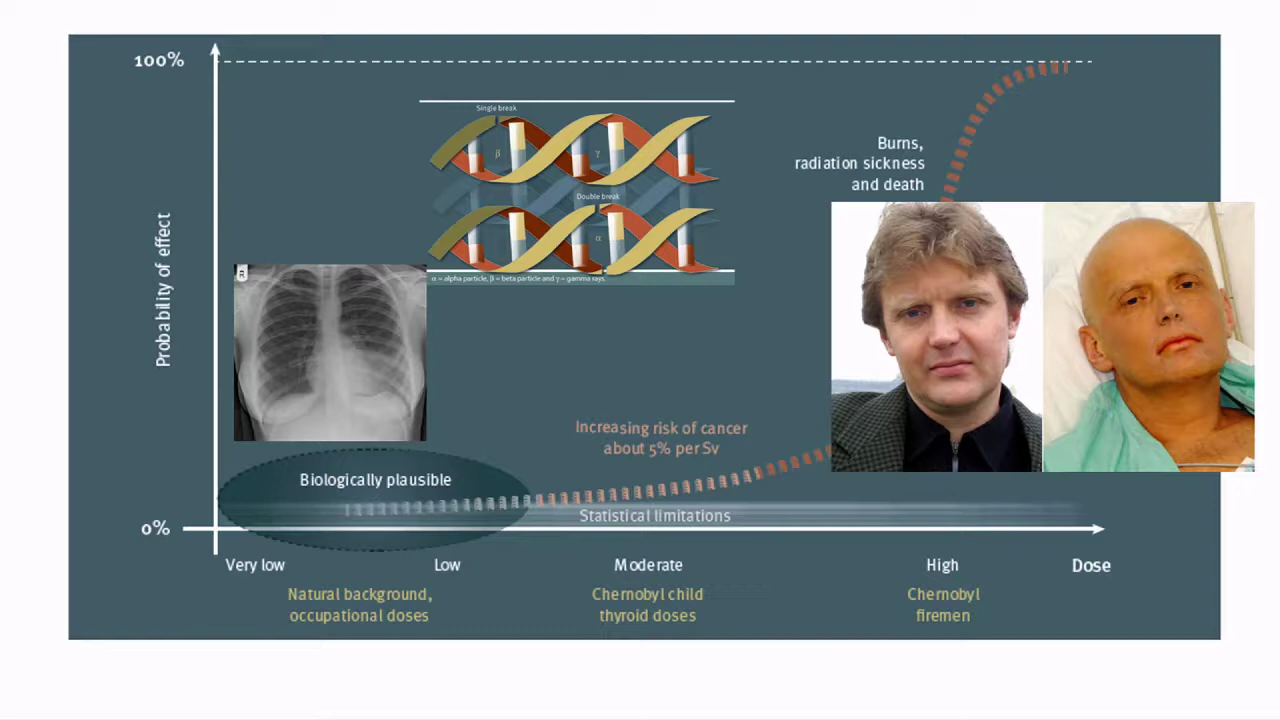 100%
Single break
β
γ
Burns,
radiation sickness
and death
Double break
α
α = alpha particle, β = beta particle and γ = gamma rays.
Probability of effect
Increasing risk of cancer
about 5% per Sv
Biologically plausible
Statistical limitations
0%
Very low
Low
Moderate
High
Dose
Natural background,
occupational doses
Chernobyl child
thyroid doses
Chernobyl
firemen